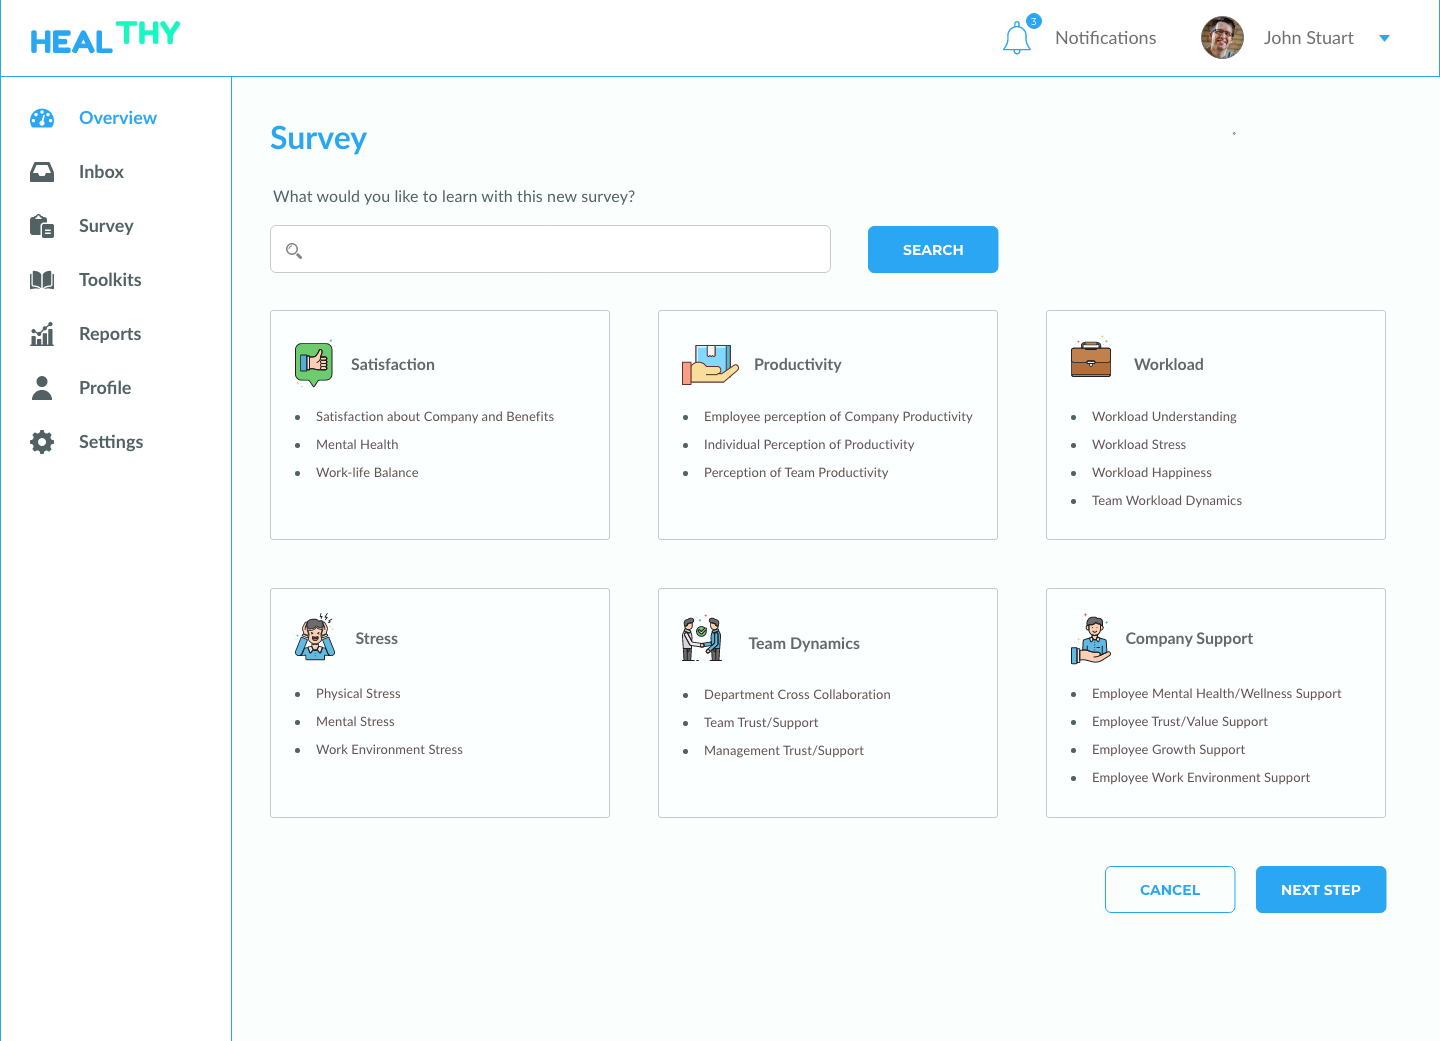 HEALTHY
3
Notifications
John Stuart
Overview
Inbox
Survey
Toolkits
Reports
Profile
Settings
Survey
What would you like to learn with this new survey?
SEARCH
Satisfaction
• Satisfaction about Company and Benefits
• Mental Health
• Work-life Balance
Productivity
• Employee perception of Company Productivity
• Individual Perception of Productivity
• Perception of Team Productivity
Workload
• Workload Understanding
• Workload Stress
• Workload Happiness
• Team Workload Dynamics
Stress
• Physical Stress
• Mental Stress
• Work Environment Stress
Team Dynamics
• Department Cross Collaboration
• Team Trust/Support
• Management Trust/Support
Company Support
• Employee Mental Health/Wellness Support
• Employee Trust/Value Support
• Employee Growth Support
• Employee Work Environment Support
CANCEL
NEXT STEP